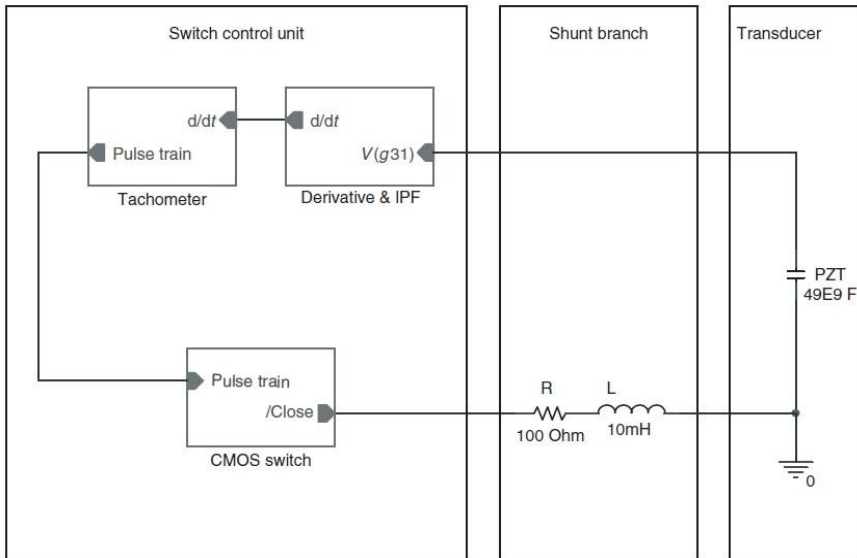 Switch control unit
Shunt branch
Transducer
d/dt
d/dt
Pulse train
V(g31)
Tachometer
Derivative & IPF
PZT
49E9 F
Pulse train
/Close
CMOS switch
R
L
100 Ohm
10mH
0